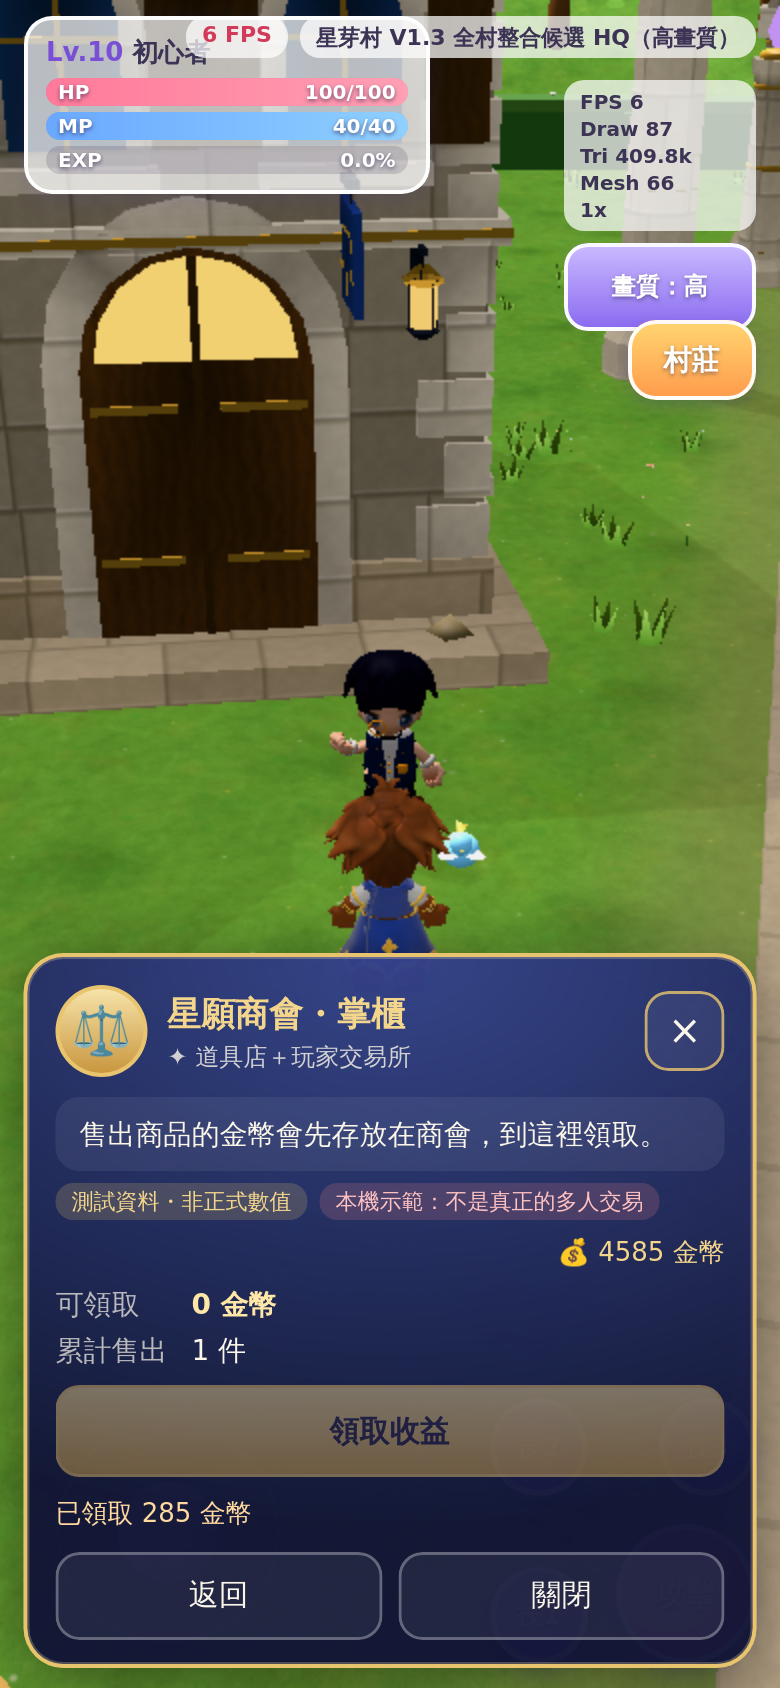 6 FPS
星芽村 V1.3 全村整合候選 HQ（高畫質）
Lv.10 初心者
HP 100/100
MP 40/40
EXP 0.0%
FPS 6
Draw 87
Tri 409.8k
Mesh 66
1x
畫質：高
村莊
星願商會・掌櫃
✦ 道具店＋玩家交易所
×
售出商品的金幣會先存放在商會，到這裡領取。
測試資料・非正式數值
本機示範：不是真正的多人交易
💰 4585 金幣
可領取 0 金幣
累計售出 1 件
領取收益
已領取 285 金幣
返回
關閉